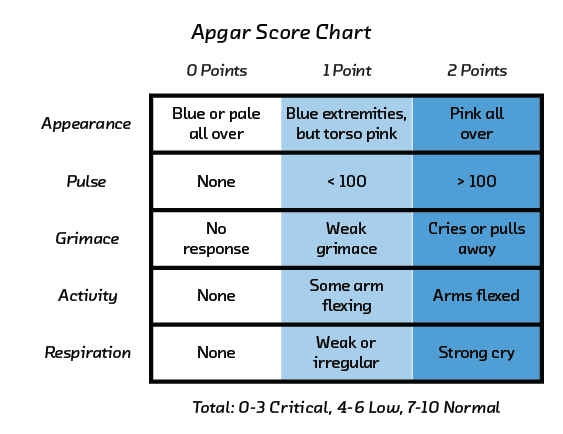 Apgar Score Chart
0 Points 1 Point 2 Points
Appearance
Blue or pale
all over
Blue extremities,
but torso pink
Pink all
over
Pulse
None
< 100
> 100
Grimace
No
response
Weak
grimace
Cries or pulls
away
Activity
None
Some arm
flexing
Arms flexed
Respiration
None
Weak or
irregular
Strong cry
Total: 0-3 Critical, 4-6 Low, 7-10 Normal